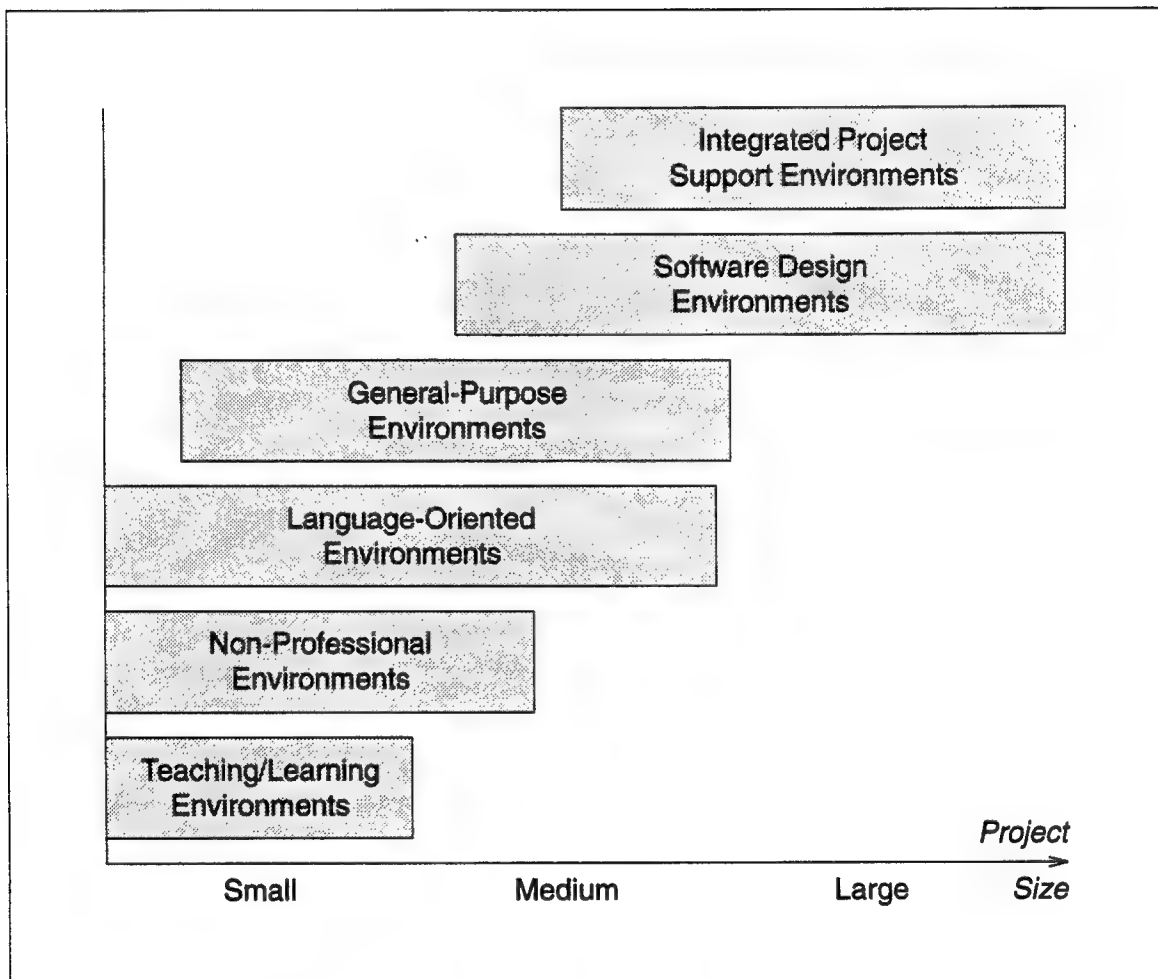 Integrated Project
Support Environments
Software Design
Environments
General-Purpose
Environments
Language-Oriented
Environments
Non-Professional
Environments
Teaching/Learning
Environments
Project
Small Medium Large Size